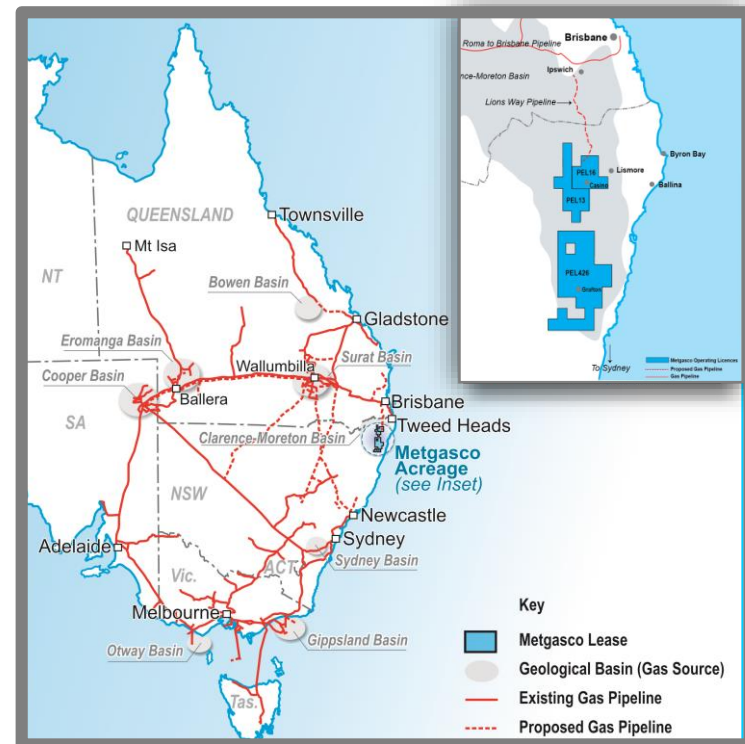 QUEENSLAND
Townsville
Mt Isa
NT
Bowen Basin
Gladstone
Eromanga Basin
Wallumbilla
Surat Basin
Cooper Basin
Ballera
Brisbane
SA
Tweed Heads
Clarence-Moreton Basin
Metgasco
Acreage
(see Inset)
NSW
Newcastle
Sydney
Adelaide
ACT
Sydney Basin
Vic.
Melbourne
Otway Basin
Gippsland Basin
Tas.
Key
Metgasco Lease
Geological Basin (Gas Source)
Existing Gas Pipeline
Proposed Gas Pipeline
Brisbane
Roma to Brisbane Pipeline
Ipswich
nce-Moreton Basin
Lions Way Pipeline
Byron Bay
PEL16
Lismore
Casino
Ballina
PEL13
PEL426
Grafton
To Sydney
Metgasco Operating Licences
Proposed Gas Pipeline
Gas Pipeline